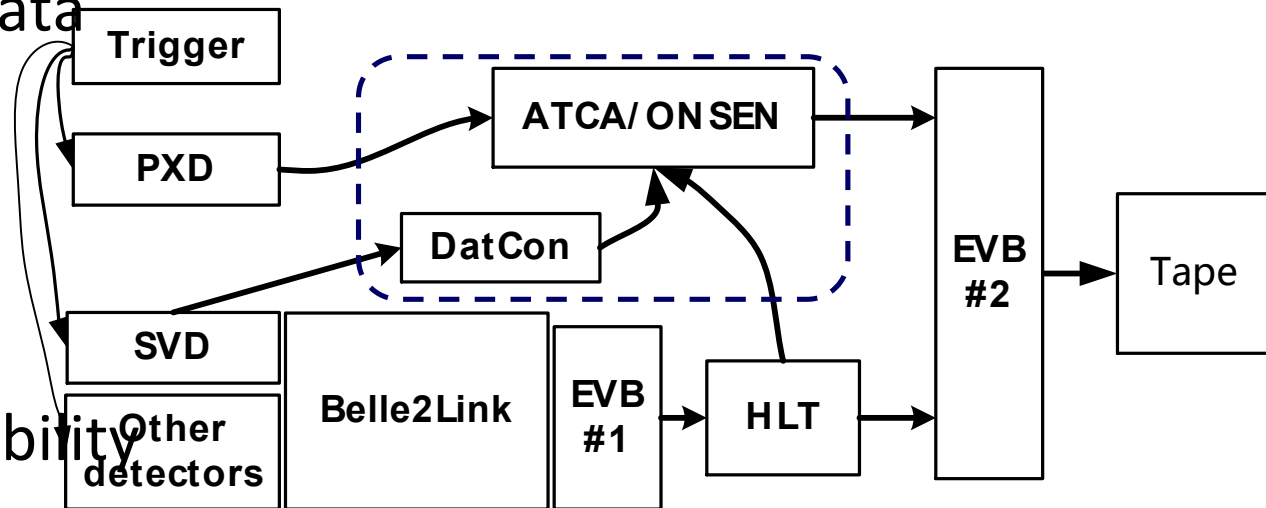 ata
Trigger
ATCA/ONSEN
PXD
DatCon
EVB
#2
Tape
SVD
Belle2Link
EVB
#1
HLT
bility
Other
detectors